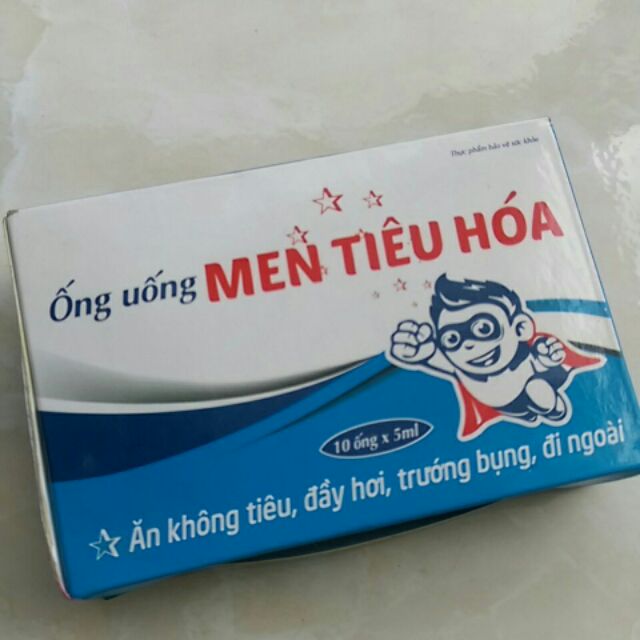 Thực phẩm bảo vệ sức khỏe
Ống uống MEN TIÊU HÓA
10 ống x 5ml
Ăn không tiêu, đầy hơi, trướng bụng, đi ngoài